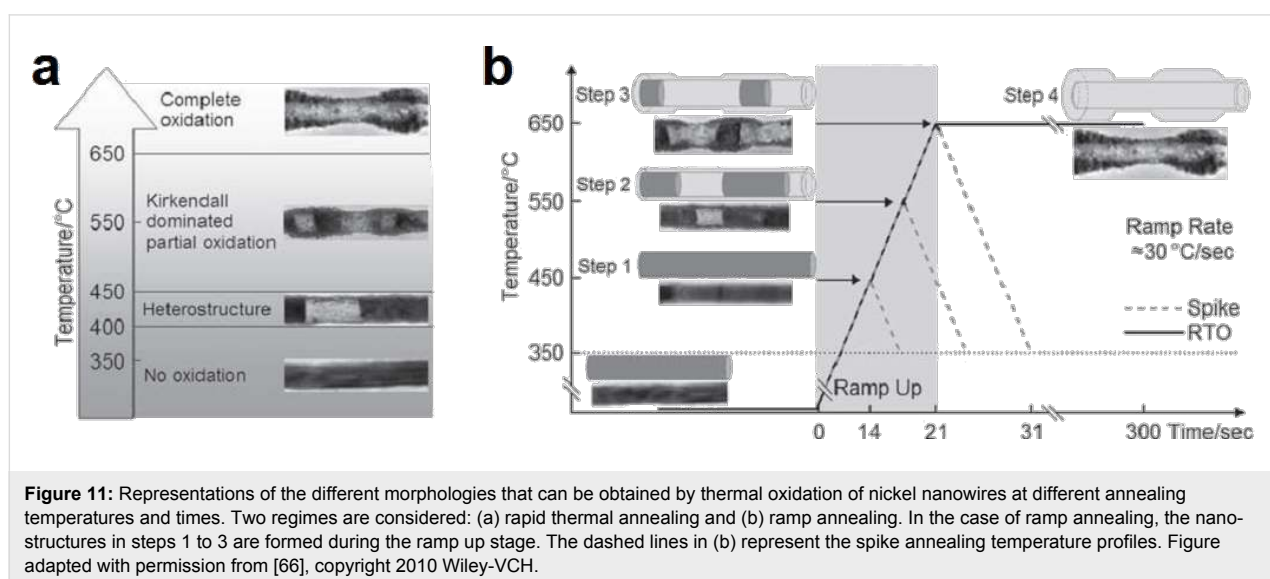 a
Complete
oxidation
650
Kirkendall
dominated
partial oxidation
550
450
Heterostructure
400
350
No oxidation
Temperature/°C
b
Step 3
Step 4
650
Step 2
550
Ramp Rate
≈30 °C/sec
Step 1
450
Spike
RTO
350
Ramp Up
Temperature/°C
0 14 21 31 300 Time/sec
Figure 11: Representations of the different morphologies that can be obtained by thermal oxidation of nickel nanowires at different annealing
temperatures and times. Two regimes are considered: (a) rapid thermal annealing and (b) ramp annealing. In the case of ramp annealing, the nano-
structures in steps 1 to 3 are formed during the ramp up stage. The dashed lines in (b) represent the spike annealing temperature profiles. Figure
adapted with permission from [66], copyright 2010 Wiley-VCH.